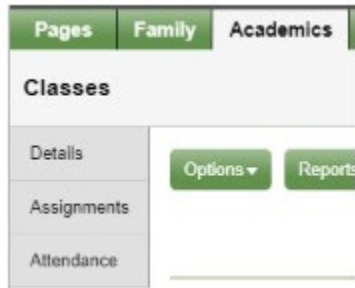 Pages Family Academics
Classes
Details
Options Reports
Assignments
Attendance